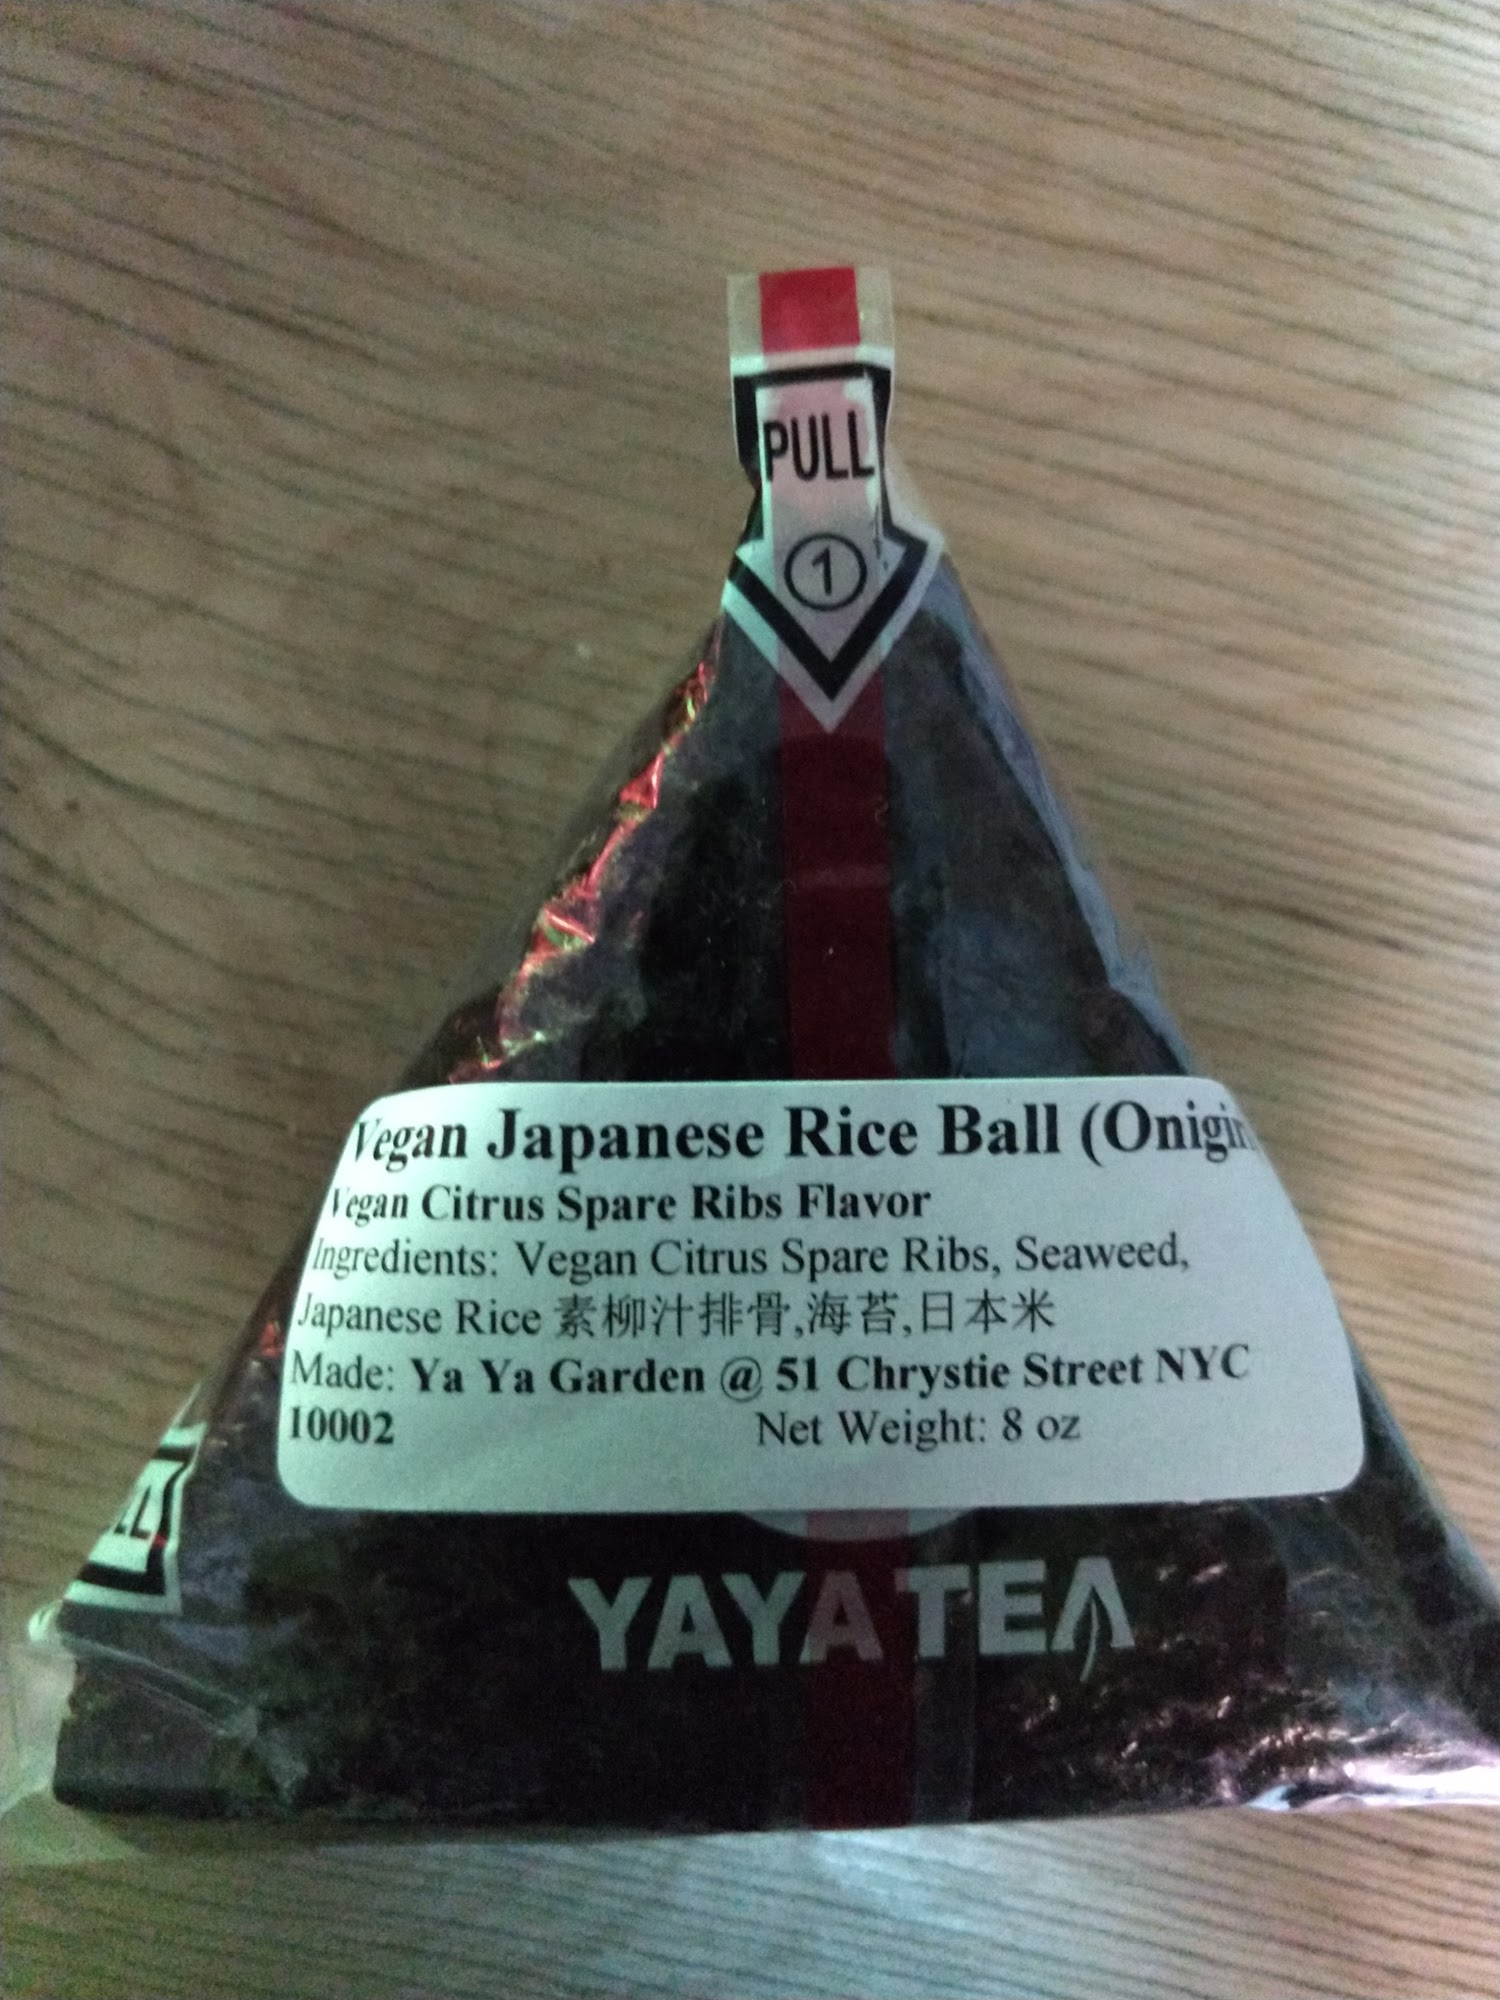 PULL
1
Vegan Japanese Rice Ball (Onigir
Vegan Citrus Spare Ribs Flavor
Ingredients: Vegan Citrus Spare Ribs, Seaweed,
Japanese Rice 素柳汁排骨,海苔,日本米
Made: Ya Ya Garden @ 51 Chrystie Street NYC
10002 Net Weight: 8 oz
YAYA TEA